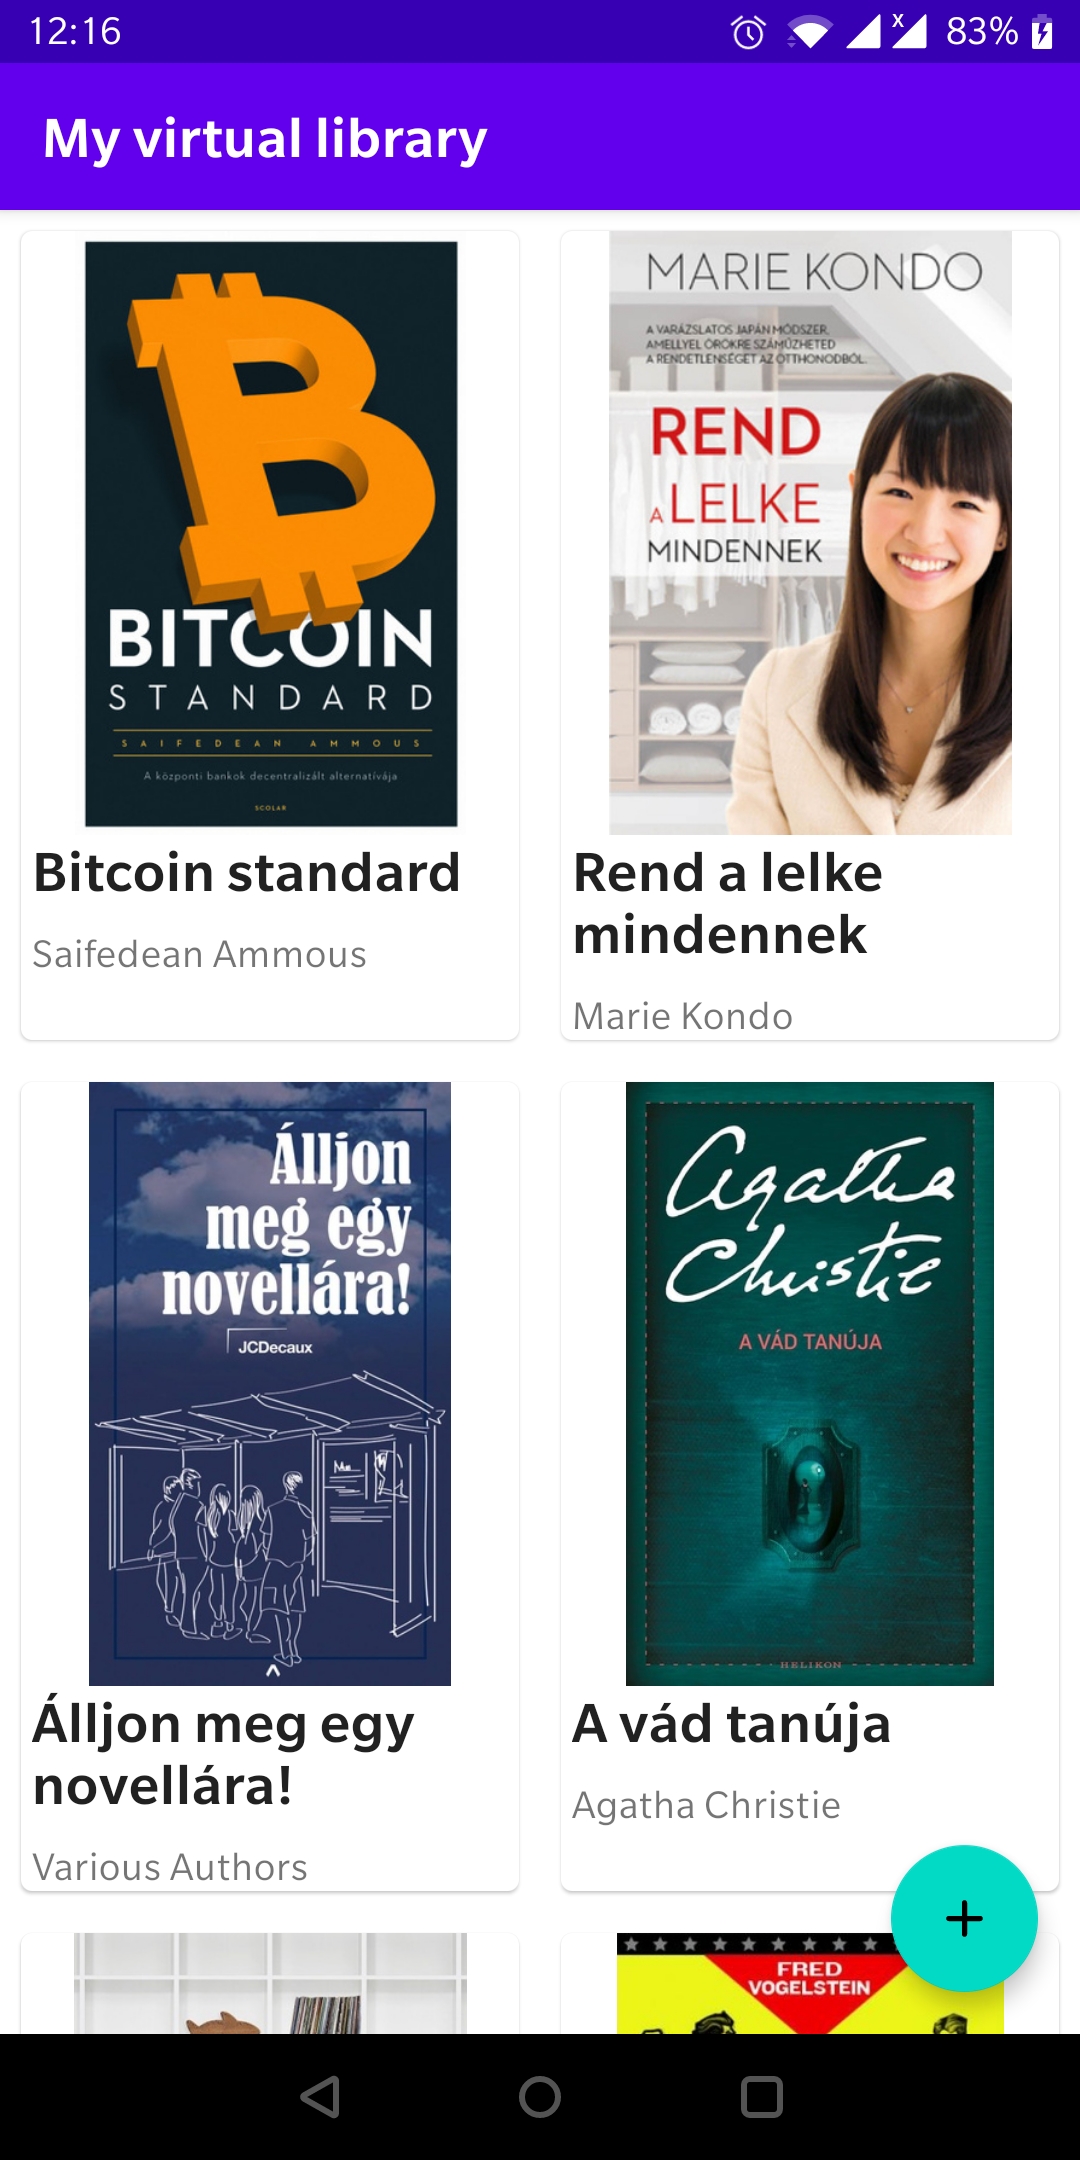 12:16
X
83%
My virtual library
BITCOIN
STANDARD
SAIFEDEAN AMMOUS
A központi bankok decentralizált alternatívája
SCOLAR
Bitcoin standard
Saifedean Ammous
MARIE KONDO
A VARÁZSLATOS JAPÁN MÓDSZER,
AMELLYEL ÖRÖKRE SZÁMŰZHETED
A RENDETLENSÉGET AZ OTTHONODBÓL.
REND
A LELKE
MINDENNEK
Rend a lelke
mindennek
Marie Kondo
Álljon
meg egy
novellára!
JCDecaux
Álljon meg egy
novellára!
Various Authors
Agatha
Christie
A VÁD TANÚJA
HELIKON
A vád tanúja
Agatha Christie
FRED
VOGELSTEIN